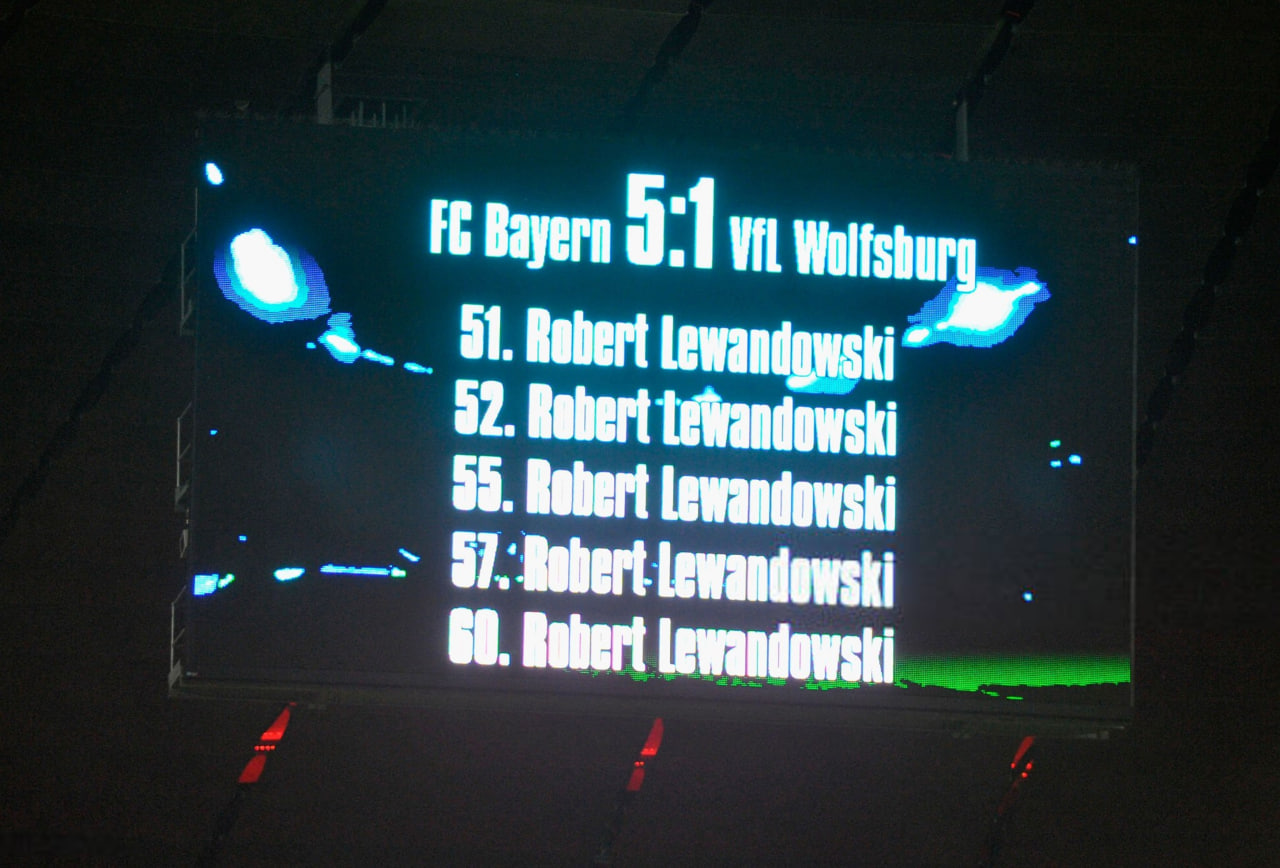 FC Bayern 5:1 VfL Wolfsburg
51. Robert Lewandowski
52. Robert Lewandowski
55. Robert Lewandowski
57. Robert Lewandowski
60. Robert Lewandowski